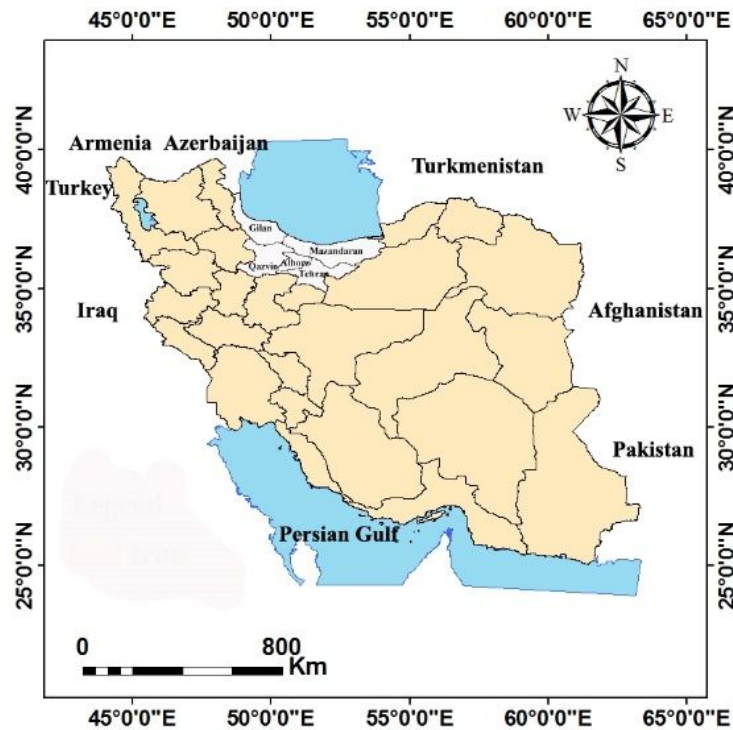 45°0'0"E 50°0'0"E 55°0'0"E 60°0'0"E 65°0'0"E
N
W E
S
40°0'0"N 40°0'0"N
Armenia Azerbaijan
Turkmenistan
Turkey
Gilan
Mazandaran
Qazvin
Tehran
35°0'0"N 35°0'0"N
Iraq
Afghanistan
30°0'0"N 30°0'0"N
Pakistan
Legend
Iran
Persian Gulf
25°0'0"N 25°0'0"N
0 800
Km
45°0'0"E 50°0'0"E 55°0'0"E 60°0'0"E 65°0'0"E